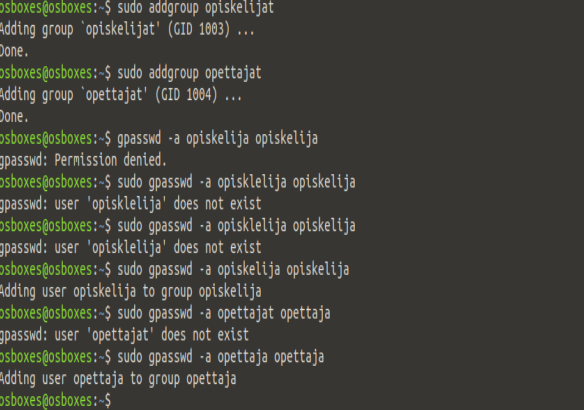 osboxes@osboxes:~$ sudo addgroup opiskelijat
Adding group `opiskelijat' (GID 1003) ...
Done.
osboxes@osboxes:~$ sudo addgroup opettajat
Adding group `opettajat' (GID 1004) ...
Done.
osboxes@osboxes:~$ gpasswd -a opiskelija opiskelija
gpasswd: Permission denied.
osboxes@osboxes:~$ sudo gpasswd -a opisklelija opiskelija
gpasswd: user 'opisklelija' does not exist
osboxes@osboxes:~$ sudo gpasswd -a opisklelija opiskelija
gpasswd: user 'opisklelija' does not exist
osboxes@osboxes:~$ sudo gpasswd -a opiskelija opiskelija
Adding user opiskelija to group opiskelija
osboxes@osboxes:~$ sudo gpasswd -a opettajat opettaja
gpasswd: user 'opettajat' does not exist
osboxes@osboxes:~$ sudo gpasswd -a opettaja opettaja
Adding user opettaja to group opettaja
osboxes@osboxes:~$